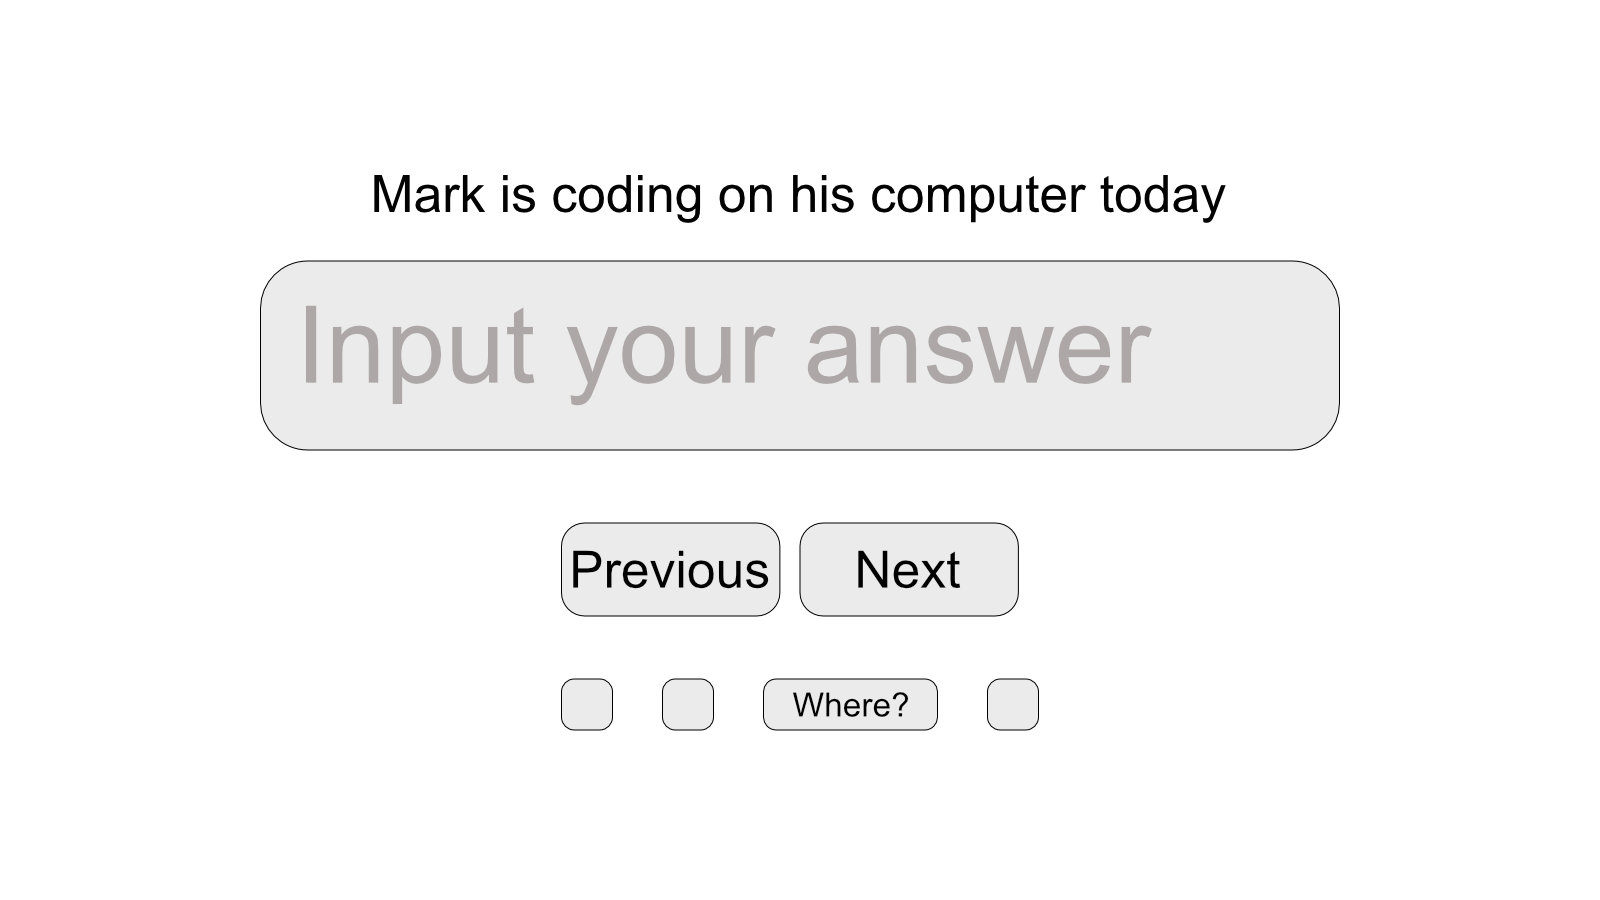 Mark is coding on his computer today
Input your answer
Previous
Next
Where?